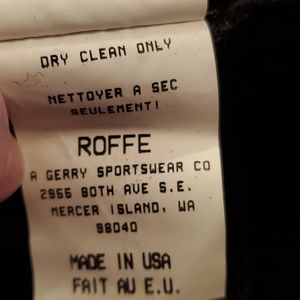 DRY CLEAN ONLY
NETTOYER A SEC
SEULEMENT!
ROFFE
A GERRY SPORTSWEAR CO
2955 80TH AVE S.E.
MERCER ISLAND, WA
98040
MADE IN USA
FAIT AU E.U.